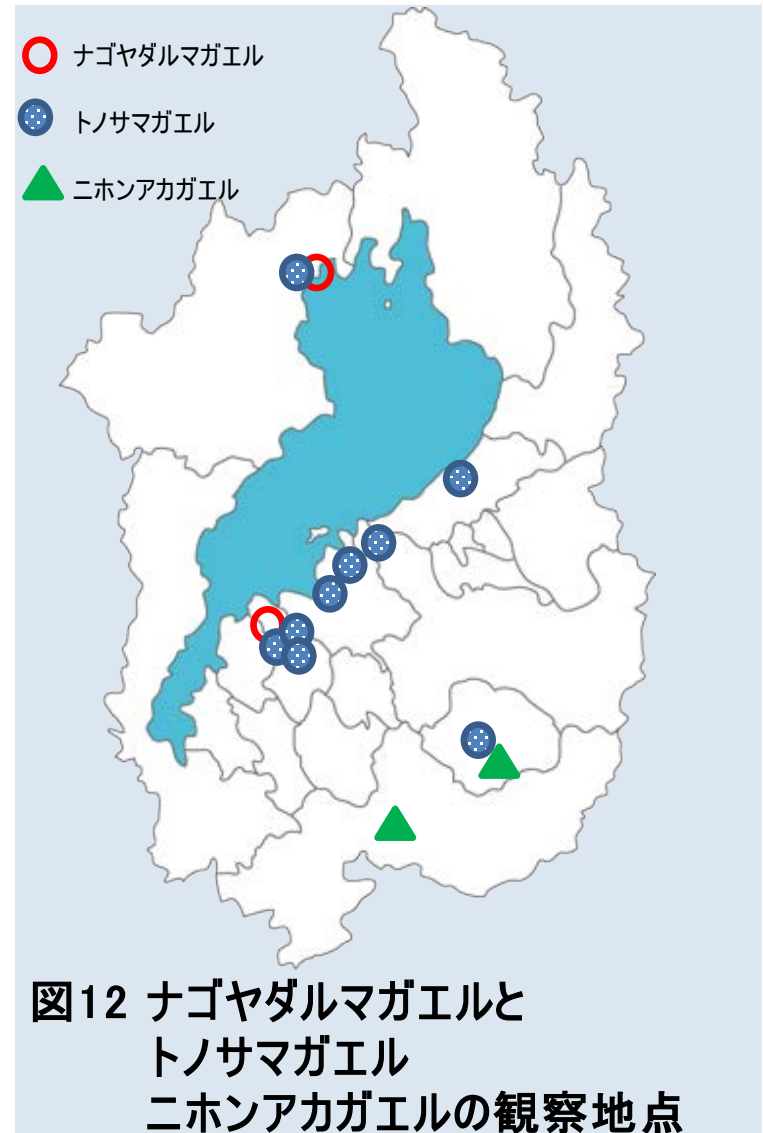 ナゴヤダルマガエル
トノサマガエル
ニホンアカガエル
図12 ナゴヤダルマガエルと
トノサマガエル
ニホンアカガエルの観察地点